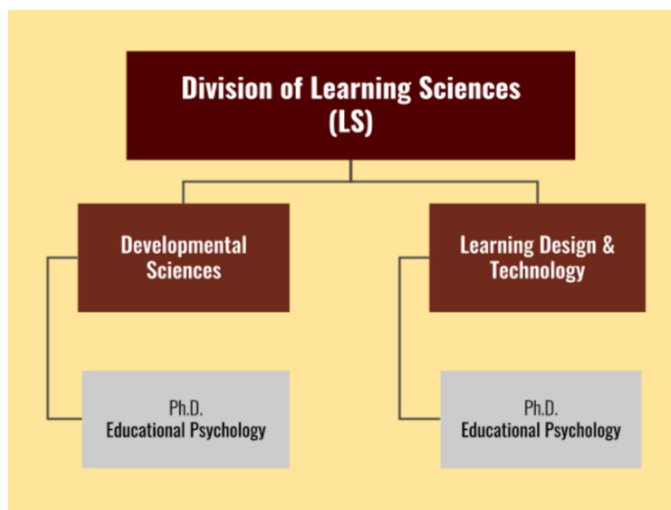 Division of Learning Sciences
(LS)
Developmental
Sciences
Learning Design &
Technology
Ph.D.
Educational Psychology
Ph.D.
Educational Psychology